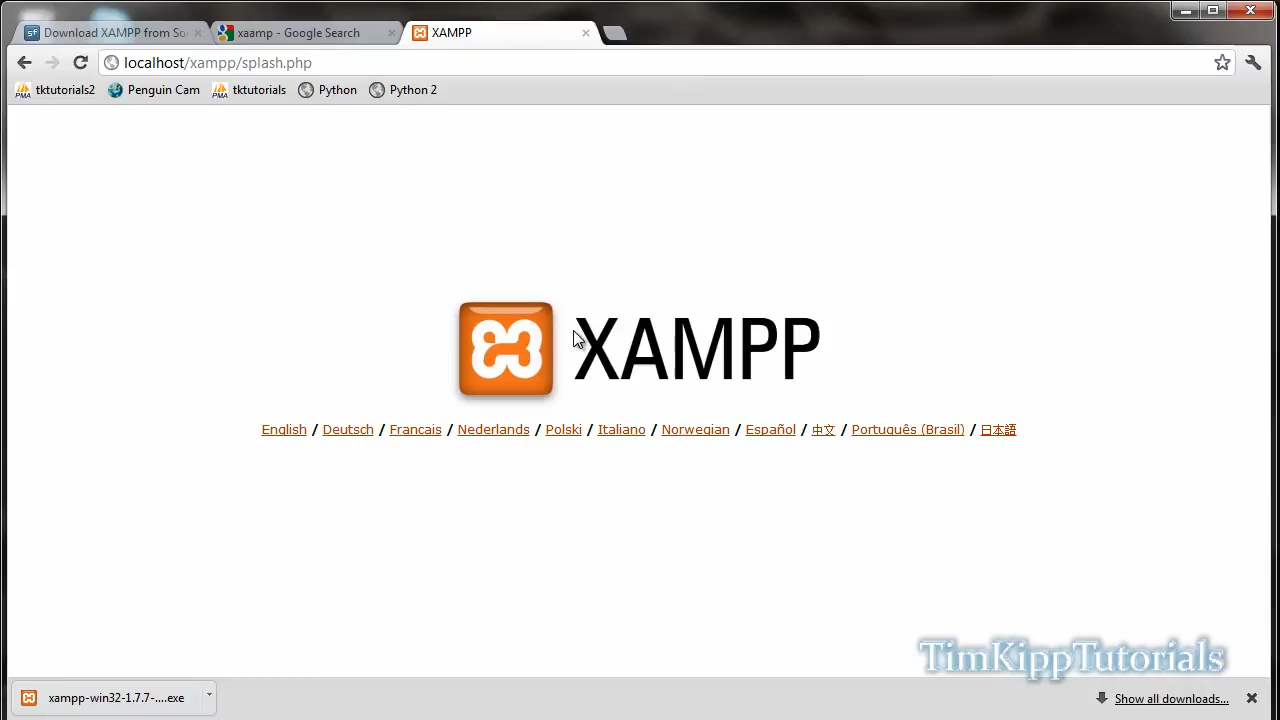 Download XAMPP from So
xaamp - Google Search
XAMPP
localhost/xampp/splash.php
tktutorials2 Penguin Cam tktutorials Python Python 2
XAMPP
English / Deutsch / Francais / Nederlands / Polski / Italiano / Norwegian / Español / 中文 / Português (Brasil) / 日本語
TimKippTutorials
xampp-win32-1.7.7-....exe
Show all downloads...